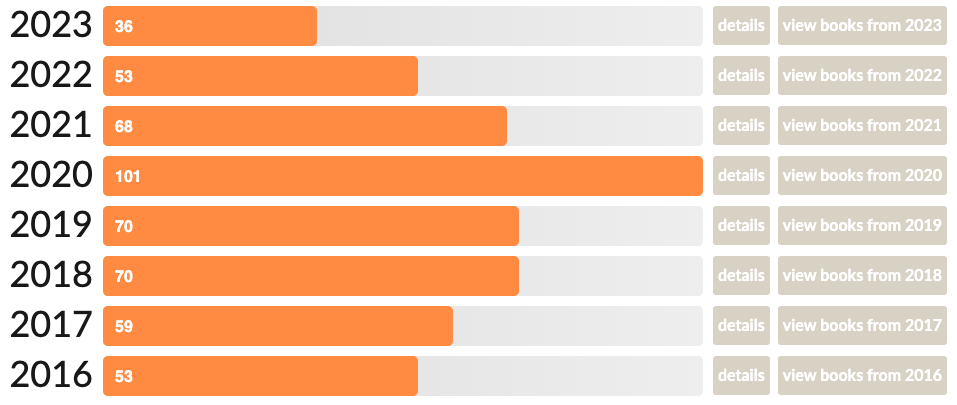 2023 36 details view books from 2023
2022 53 details view books from 2022
2021 68 details view books from 2021
2020 101 details view books from 2020
2019 70 details view books from 2019
2018 70 details view books from 2018
2017 59 details view books from 2017
2016 53 details view books from 2016